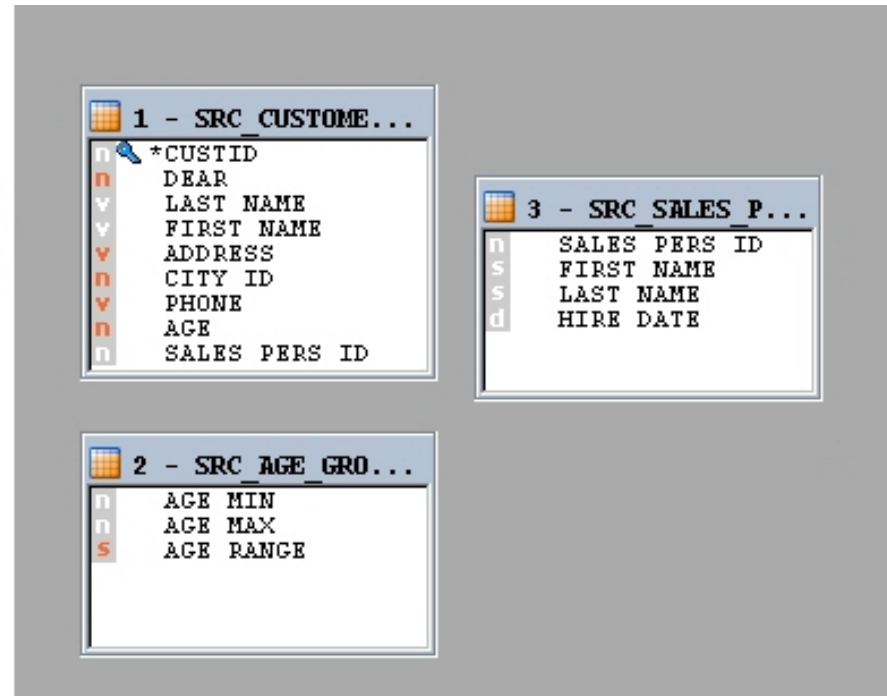 1 - SRC_CUSTOME...
n *CUSTID
n DEAR
v LAST NAME
v FIRST NAME
v ADDRESS
n CITY ID
v PHONE
n AGE
n SALES PERS ID
3 - SRC_SALES_P...
n SALES PERS ID
s FIRST NAME
s LAST NAME
d HIRE DATE
2 - SRC_AGE_GRO...
n AGE MIN
n AGE MAX
s AGE RANGE